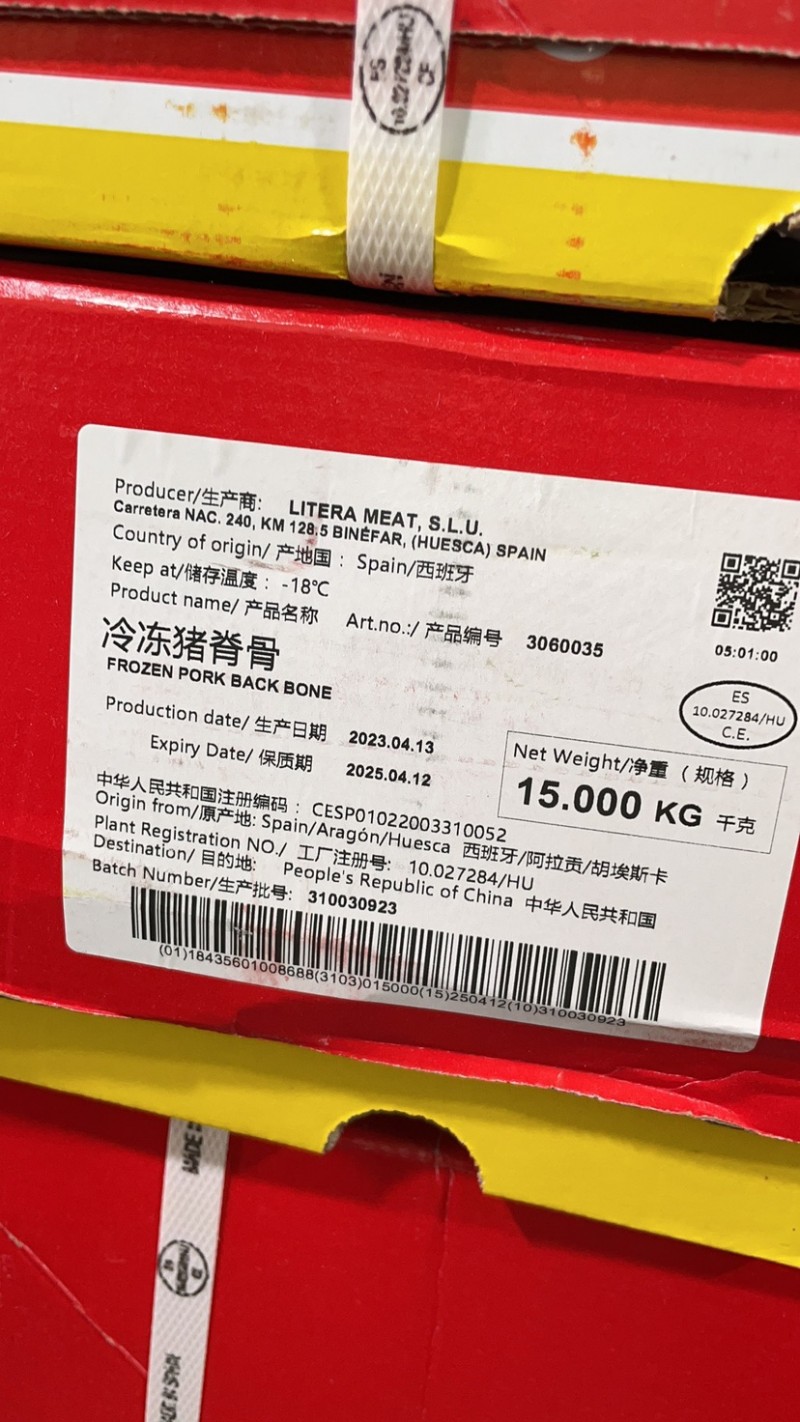 ES
CE
Producer/生产商: LITERA MEAT, S.L.U.
Carretera NAC. 240, KM 128.5 BINÉFAR, (HUESCA) SPAIN
Country of origin/ 产地国 : Spain/西班牙
Keep at/储存温度 : -18℃
Product name/ 产品名称 Art.no.:/ 产品编号 3060035
冷冻猪脊骨
FROZEN PORK BACK BONE
05:01:00
ES
10.027284/HU
C.E.
Production date/ 生产日期 2023.04.13
Expiry Date/ 保质期 2025.04.12
Net Weight/净重 ( 规格 )
15.000 KG 千克
中华人民共和国注册编码 : CESP01022003310052
Origin from/原产地: Spain/Aragón/Huesca 西班牙/阿拉贡/胡埃斯卡
Plant Registration NO./ 工厂注册号: 10.027284/HU
Destination/ 目的地: People's Republic of China 中华人民共和国
Batch Number/生产批号: 310030923
(01)18435601008688(3103)015000(15)250412(10)310030923
MADE